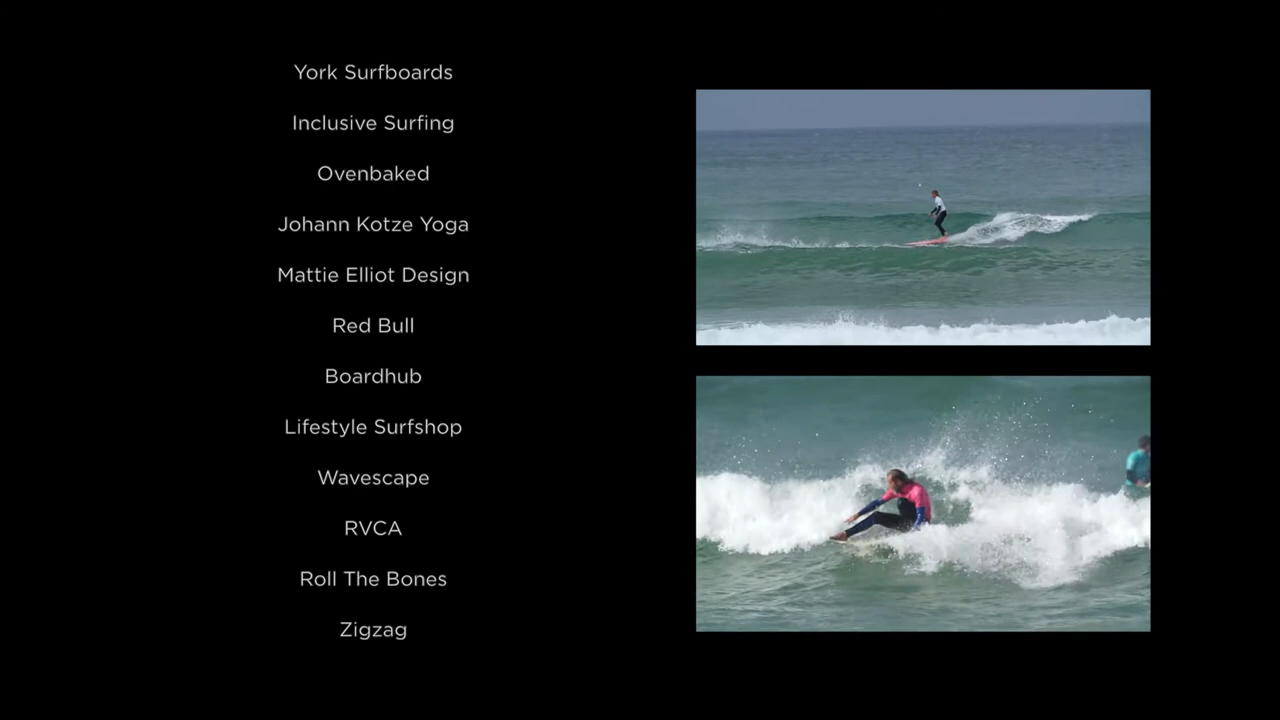 York Surfboards
Inclusive Surfing
Ovenbaked
Johann Kotze Yoga
Mattie Elliot Design
Red Bull
Boardhub
Lifestyle Surfshop
Wavescape
RVCA
Roll The Bones
Zigzag